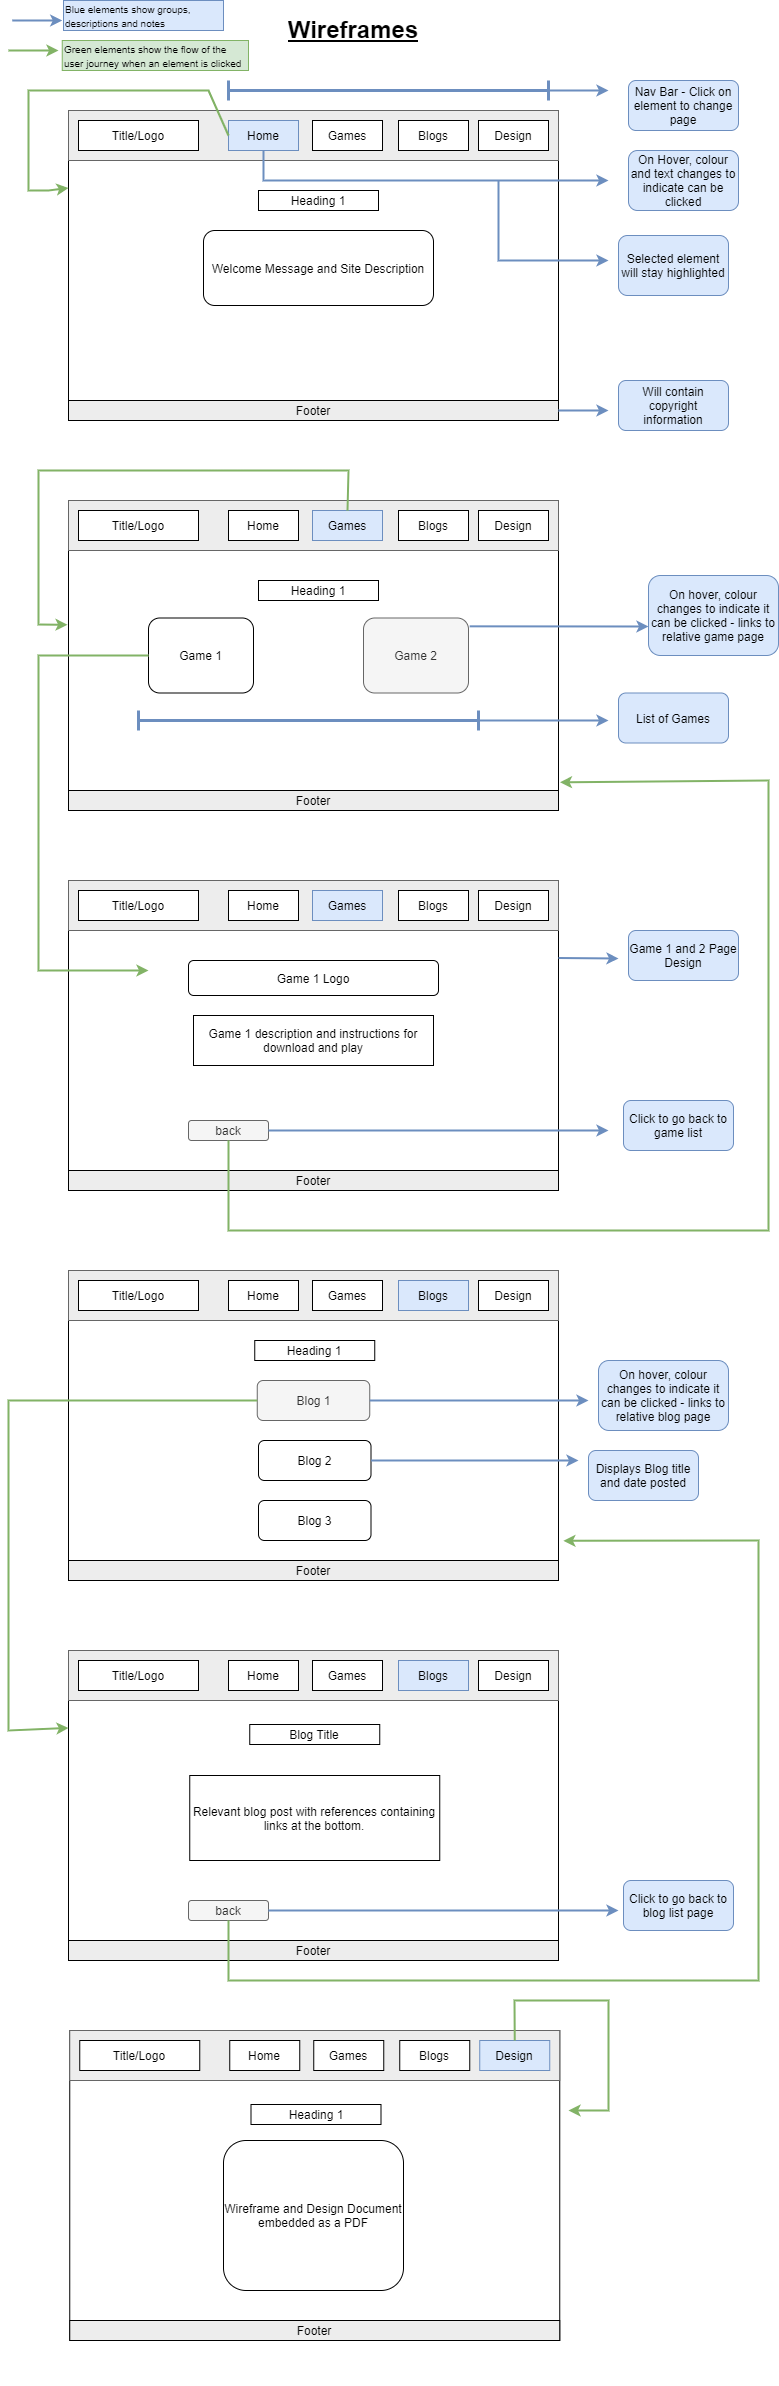 Blue elements show groups,
descriptions and notes
Wireframes
Green elements show the flow of the
user journey when an element is clicked
Nav Bar - Click on
element to change
page
Title/Logo
Home
Games
Blogs
Design
On Hover, colour
and text changes to
indicate can be
clicked
Heading 1
Welcome Message and Site Description
Selected element
will stay highlighted
Will contain
copyright
information
Footer
Title/Logo
Home
Games
Blogs
Design
Heading 1
On hover, colour
changes to indicate it
can be clicked - links to
relative game page
Game 1
Game 2
List of Games
Footer
Title/Logo
Home
Games
Blogs
Design
Game 1 and 2 Page
Design
Game 1 Logo
Game 1 description and instructions for
download and play
back
Click to go back to
game list
Footer
Title/Logo
Home
Games
Blogs
Design
Heading 1
On hover, colour
changes to indicate it
can be clicked - links to
relative blog page
Blog 1
Blog 2
Displays Blog title
and date posted
Blog 3
Footer
Title/Logo
Home
Games
Blogs
Design
Blog Title
Relevant blog post with references containing
links at the bottom.
back
Click to go back to
blog list page
Footer
Title/Logo
Home
Games
Blogs
Design
Heading 1
Wireframe and Design Document
embedded as a PDF
Footer